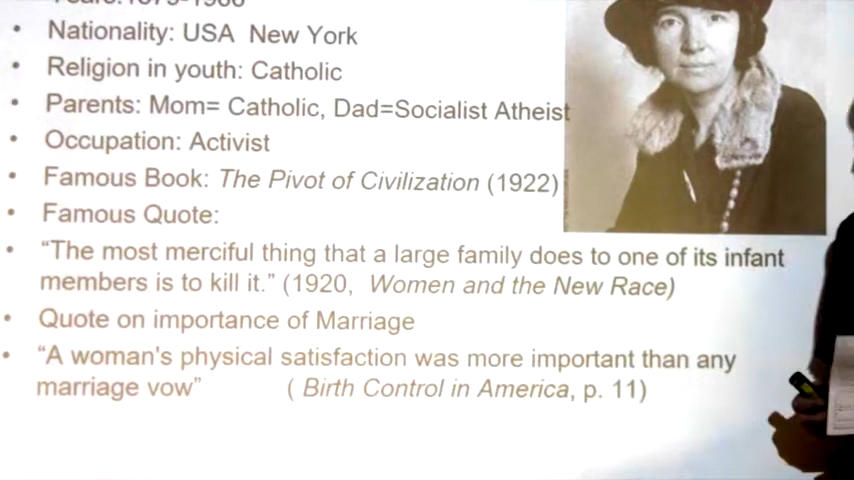 • Nationality: USA New York
• Religion in youth: Catholic
• Parents: Mom= Catholic, Dad=Socialist Atheist
• Occupation: Activist
• Famous Book: The Pivot of Civilization (1922)
• Famous Quote:
• “The most merciful thing that a large family does to one of its infant
members is to kill it.” (1920, Women and the New Race)
• Quote on importance of Marriage
• “A woman's physical satisfaction was more important than any
marriage vow” ( Birth Control in America, p. 11)